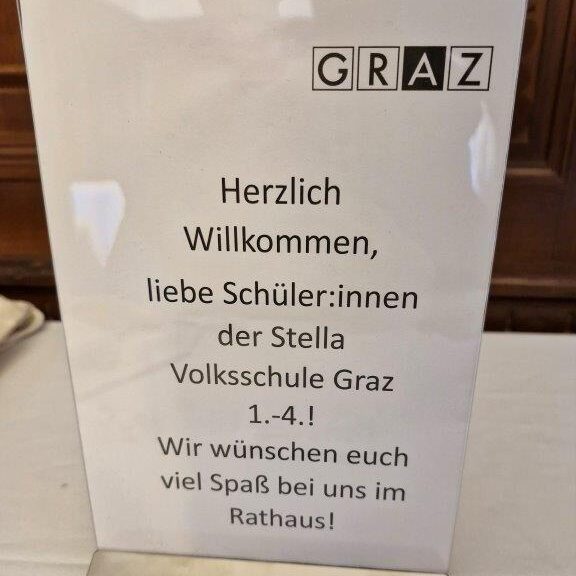 GRAZ
Herzlich
Willkommen,
liebe Schüler:innen
der Stella
Volksschule Graz
1.-4.!
Wir wünschen euch
viel Spaß bei uns im
Rathaus!